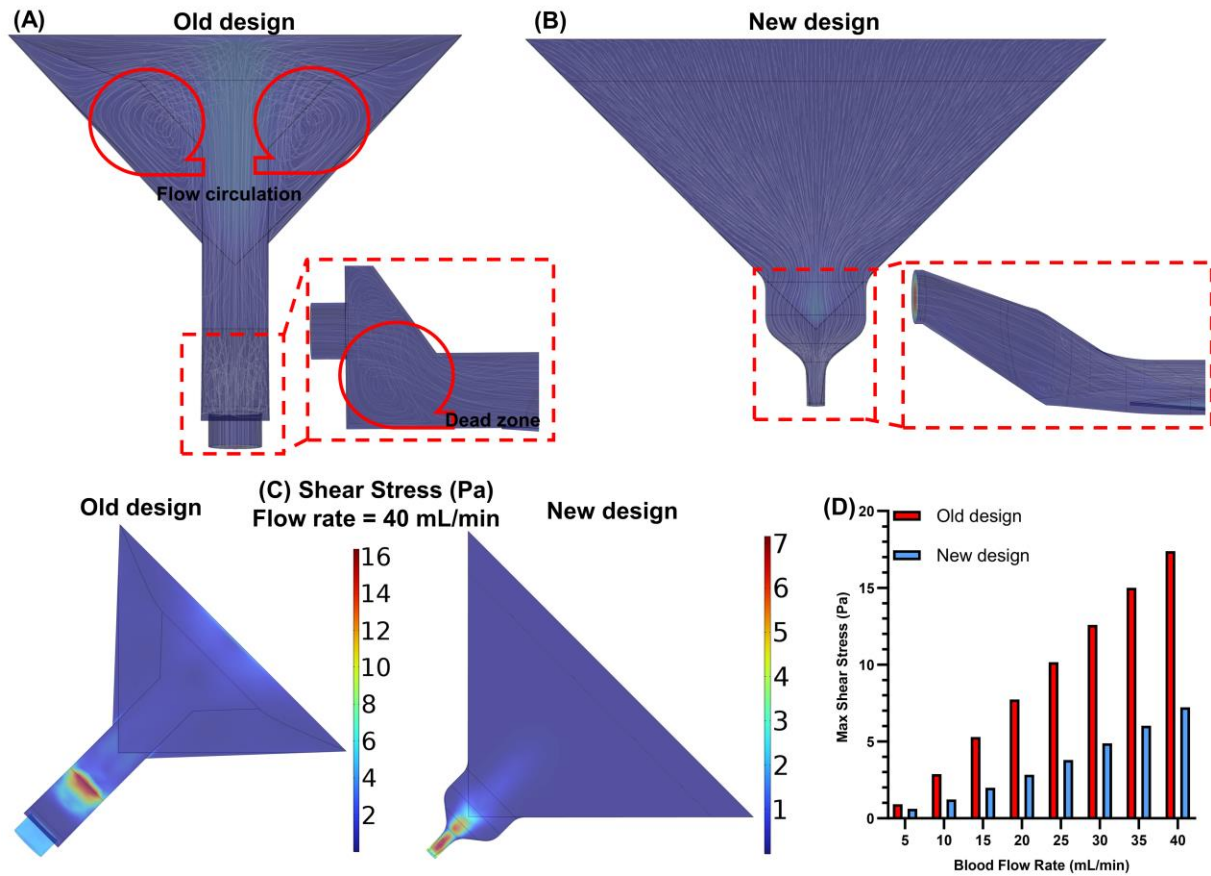 (A)
Old design
(B)
New design
Flow circulation
Dead zone
(C) Shear Stress (Pa)
Flow rate = 40 mL/min
Old design
New design
16
14
12
10
8
6
4
2
7
6
5
4
3
2
1
(D)
Old design
New design
Max Shear Stress (Pa)
20
15
10
5
0
5 10 15 20 25 30 35 40
Blood Flow Rate (mL/min)